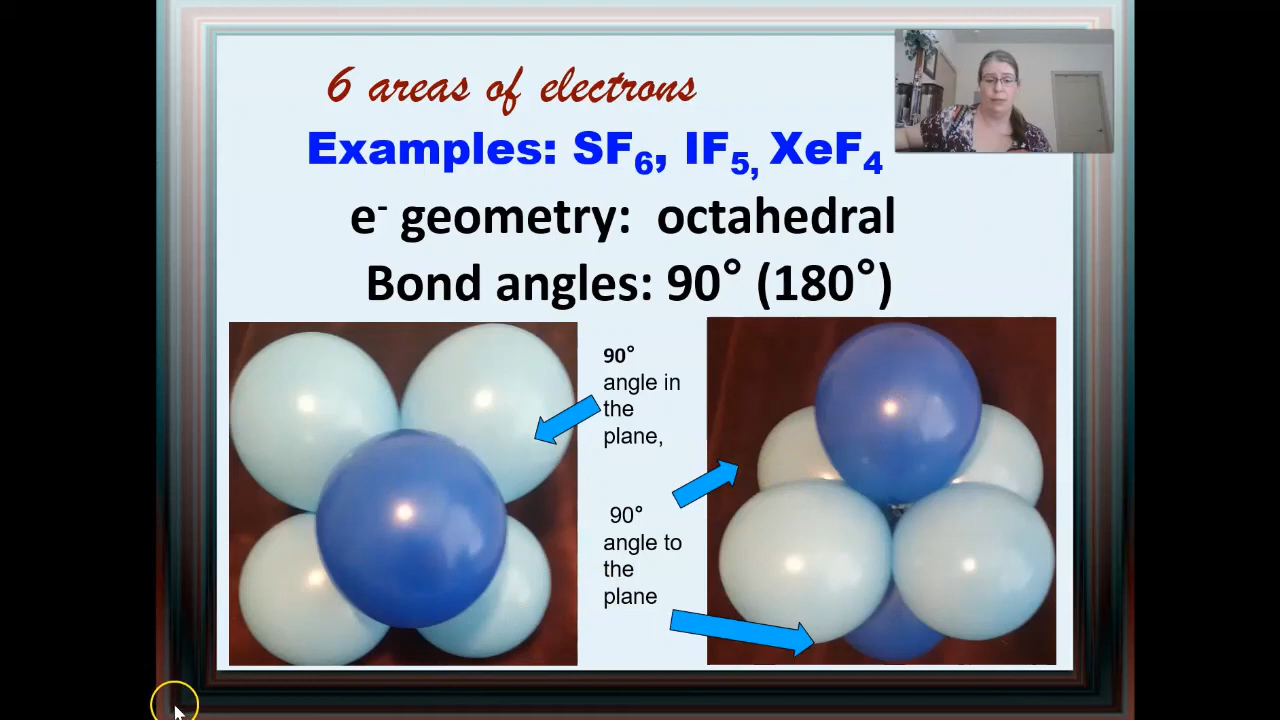 6 areas of electrons
Examples: SF6, IF5, XeF4
e- geometry: octahedral
Bond angles: 90° (180°)
90°
angle in
the
plane,
90°
angle to
the
plane